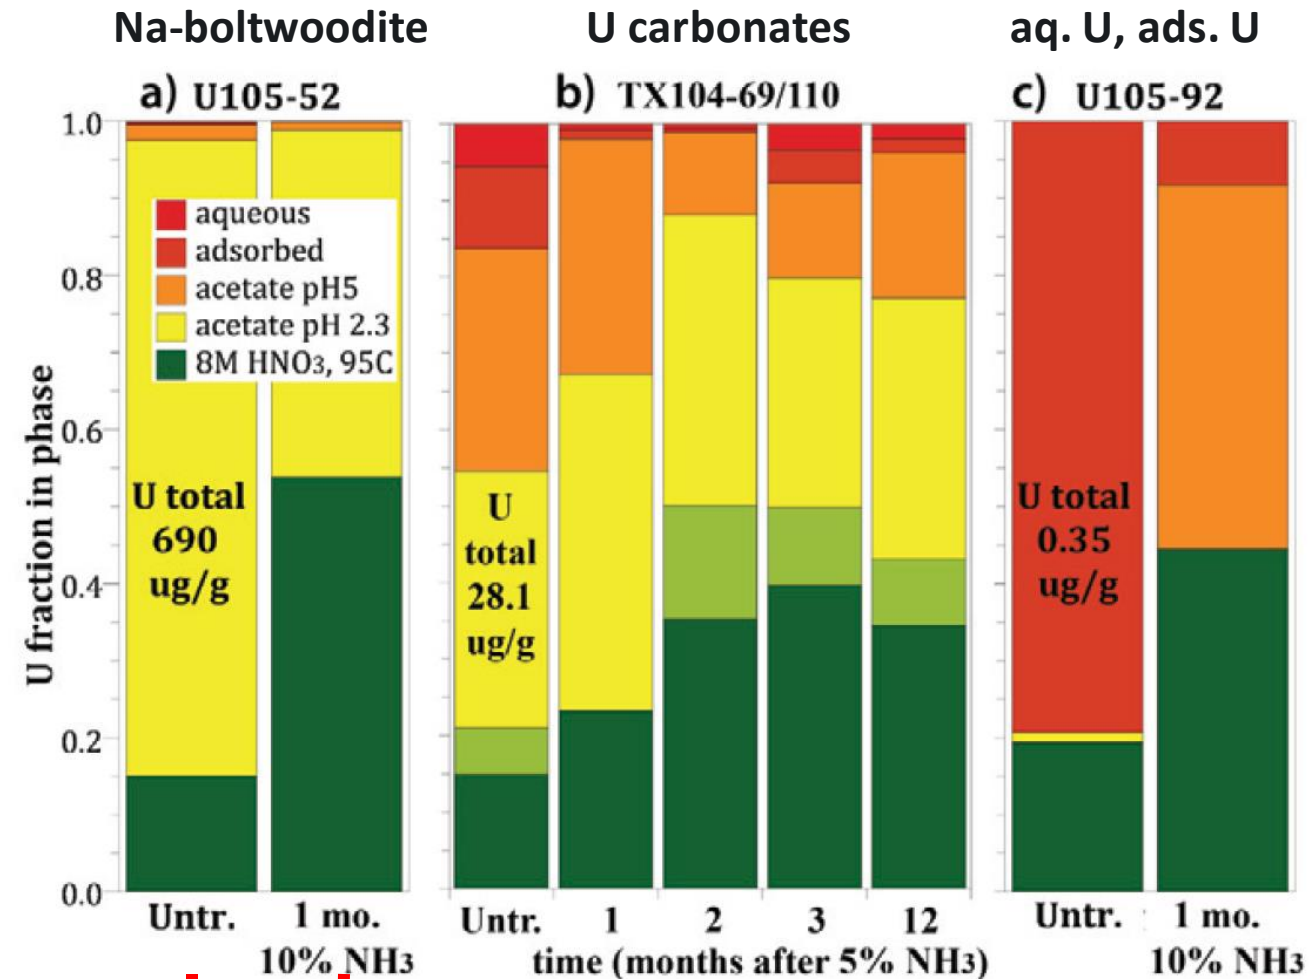 Na-boltwoodite
U carbonates
aq. U, ads. U
a) U105-52
b) TX104-69/110
c) U105-92
U fraction in phase
1.0
0.8
0.6
0.4
0.2
0.0
aqueous
adsorbed
acetate pH5
acetate pH 2.3
8M HNO3, 95C
U total
690
ug/g
U
total
28.1
ug/g
U total
0.35
ug/g
Untr.
1 mo.
10% NH3
Untr.
1
2
3
12
time (months after 5% NH3)
Untr.
1 mo.
10% NH3